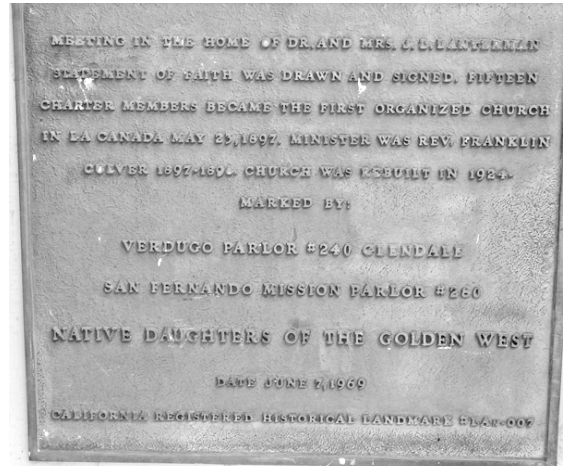 MEETING IN THE HOME OF DR. AND MRS. J. L. LANTERMAN
STATEMENT OF FAITH WAS DRAWN AND SIGNED. FIFTEEN
CHARTER MEMBERS BECAME THE FIRST ORGANIZED CHURCH
IN LA CANADA MAY 23, 1897. MINISTER WAS REV. FRANKLIN
CULVER CHURCH WAS REBUILT IN 1924.
MARKED BY:
VERDUGO PARLOR #240 GLENDALE
SAN FERNANDO MISSION PARLOR #260
NATIVE DAUGHTERS OF THE GOLDEN WEST
DATE JUNE 7, 1969
CALIFORNIA REGISTERED HISTORICAL LANDMARK #LAN-007